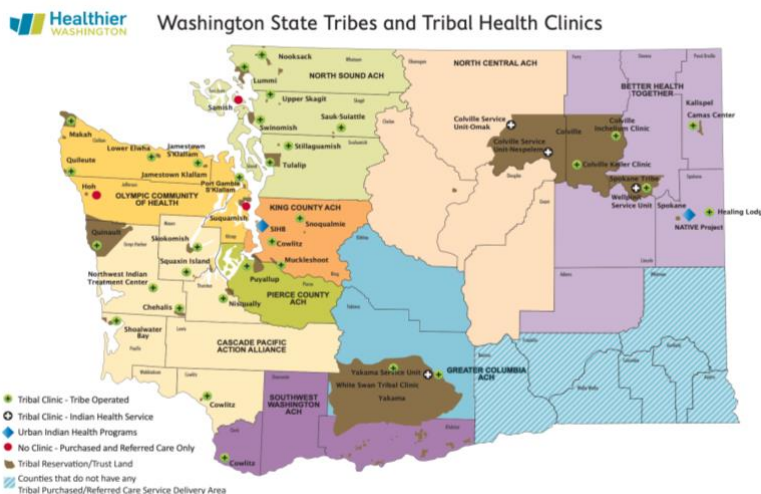 Healthier
WASHINGTON
Washington State Tribes and Tribal Health Clinics
Nooksack
Lummi
NORTH SOUND ACH
Samish
Upper Skagit
Sauk-Suiattle
Swinomish
Stillaguamish
Tulalip
Makah
Lower Elwha
Jamestown
S'Klallam
Jamestown Klallam
Quileute
Port Gamble
S'Klallam
Hoh
OLYMPIC COMMUNITY
OF HEALTH
Suquamish
KING COUNTY ACH
SIHB
Snoqualmie
Cowlitz
Muckleshoot
Quinault
Skokomish
Squaxin Island
Northwest Indian
Treatment Center
Puyallup
PIERCE COUNTY
ACH
Nisqually
Chehalis
Shoalwater
Bay
CASCADE PACIFIC
ACTION ALLIANCE
Cowlitz
SOUTHWEST
WASHINGTON
ACH
Cowlitz
NORTH CENTRAL ACH
Colville Service
Unit-Omak
Colville Service
Unit-Nespelem
Colville
BETTER HEALTH
TOGETHER
Kalispel
Camas Center
Colville
Inchelium Clinic
Colville Keller Clinic
Spokane Tribe
Wellpinit
Service Unit
Spokane
NATIVE Project
Healing Lodge
Yakama Service Unit
White Swan Tribal Clinic
Yakama
GREATER COLUMBIA
ACH
Tribal Clinic - Tribe Operated
Tribal Clinic - Indian Health Service
Urban Indian Health Programs
No Clinic - Purchased and Referred Care Only
Tribal Reservation/Trust Land
Counties that do not have any
Tribal Purchased/Referred Care Service Delivery Area